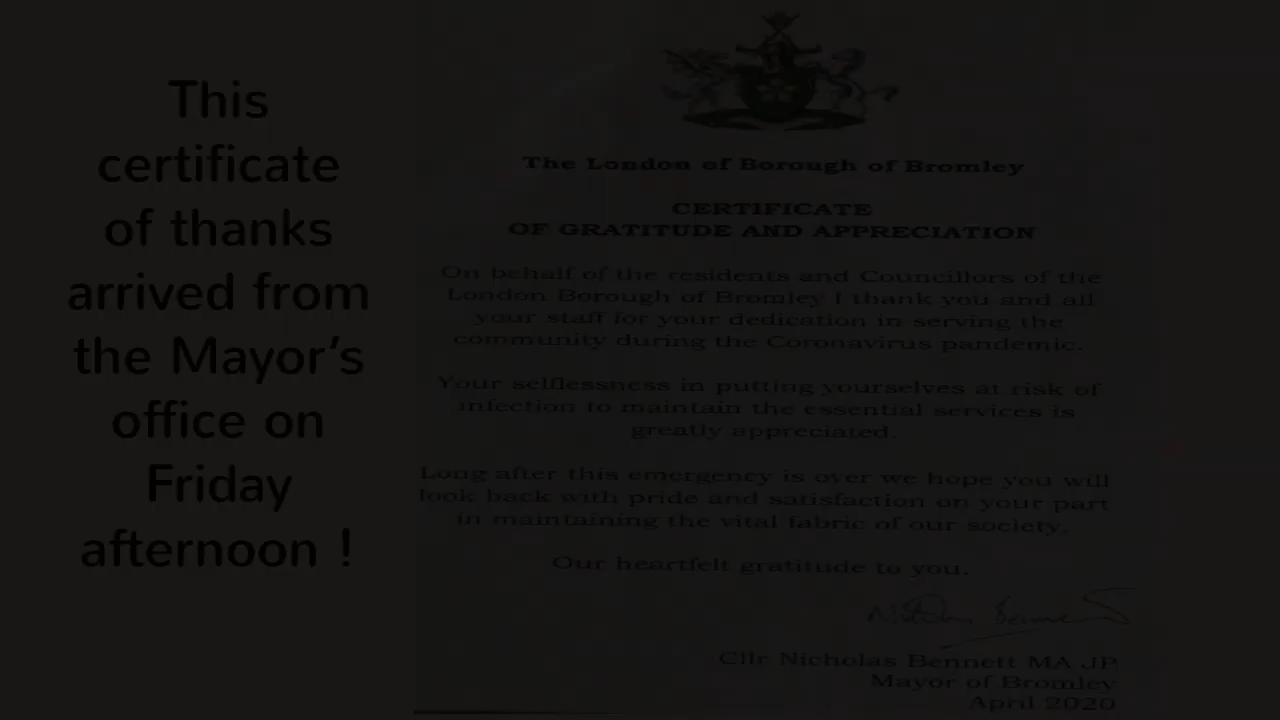 This
certificate
of thanks
arrived from
the Mayor's
office on
Friday
afternoon !
The London of Borough of Bromley
CERTIFICATE
OF GRATITUDE AND APPRECIATION
On behalf of the residents and Councillors of the
London Borough of Bromley I thank you and all
your staff for your dedication in serving the
community during the Coronavirus pandemic.
Your selflessness in putting yourselves at risk of
infection to maintain the essential services is
greatly appreciated.
Long after this emergency is over we hope you will
look back with pride and satisfaction on your part
in maintaining the vital fabric of our society.
Our heartfelt gratitude to you.
Cllr Nicholas Bennett MA JP
Mayor of Bromley
April 2020